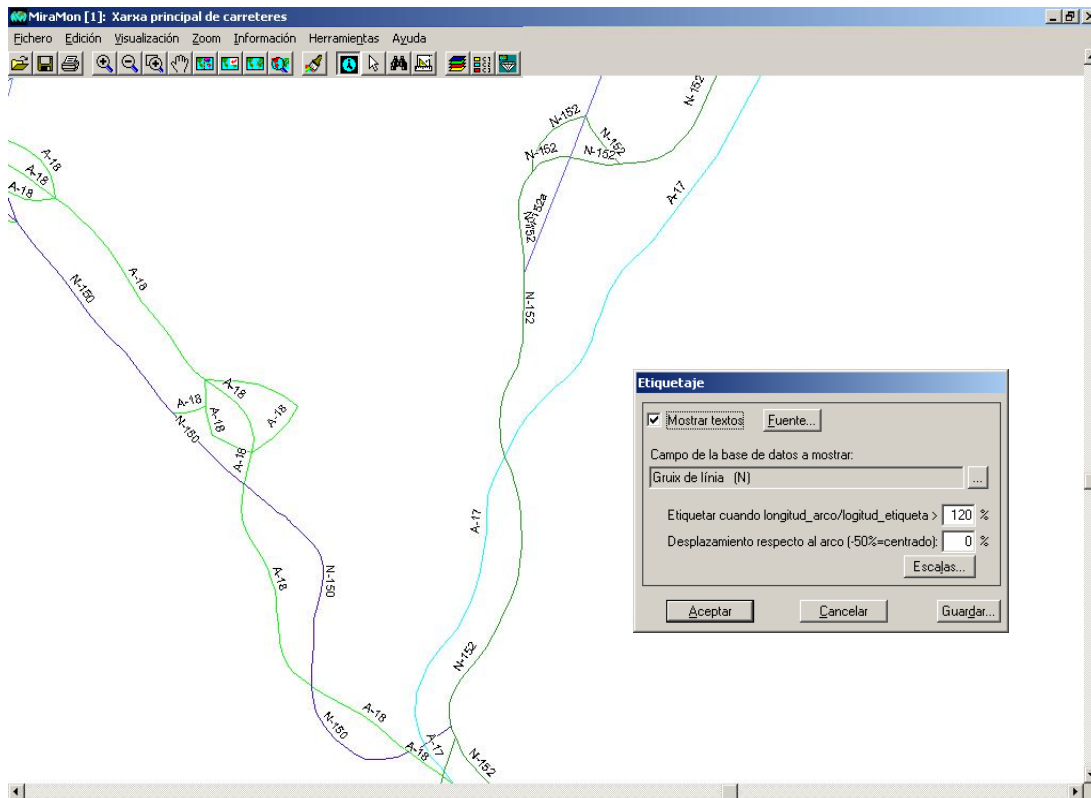 MiraMon [1]: Xarxa principal de carreteres
Fichero Edición Visualización Zoom Información Herramientas Ayuda
N-152
N-152
N-152
A-18
N-152
N-152
A-18
A-18
A-17
N-152a
N-152
A-18
N-150
N-152
Etiquetaje
A-18
A-18
A-18
A-18
N-150
Mostrar textos Fuente...
A-18
Campo de la base de datos a mostrar:
Gruix de línia (N) ...
A-17
Etiquetar cuando longitud_arco/logitud_etiqueta > 120 %
Desplazamiento respecto al arco (-50%=centrado): 0 %
Escalas...
A-18
N-150
Aceptar Cancelar Guardar...
N-152
A-18
N-150
A-17
A-18
N-152